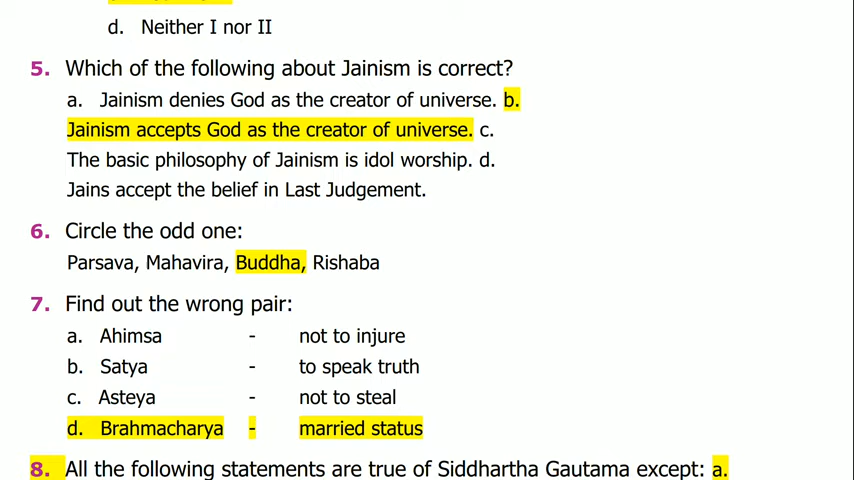 d. Neither I nor II
5. Which of the following about Jainism is correct?
a. Jainism denies God as the creator of universe. b.
Jainism accepts God as the creator of universe. c.
The basic philosophy of Jainism is idol worship. d.
Jains accept the belief in Last Judgement.
6. Circle the odd one:
Parsava, Mahavira, Buddha, Rishaba
7. Find out the wrong pair:
a. Ahimsa - not to injure
b. Satya - to speak truth
c. Asteya - not to steal
d. Brahmacharya - married status
8. All the following statements are true of Siddhartha Gautama except: a.